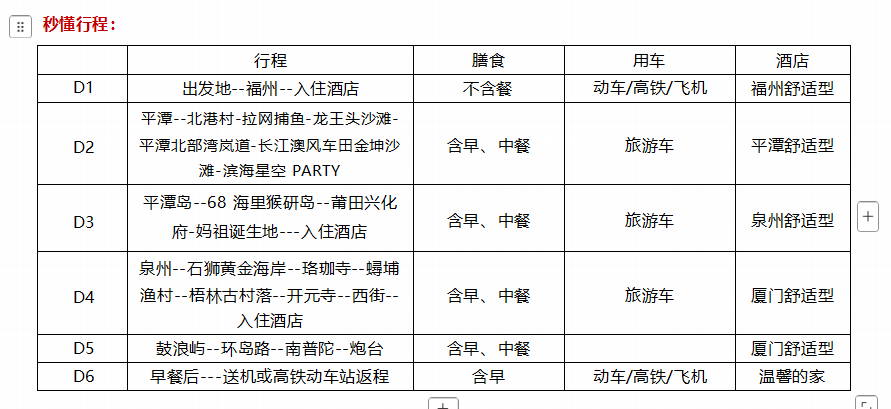 秒懂行程：
行程 膳食 用车 酒店
D1 出发地--福州--入住酒店 不含餐 动车/高铁/飞机 福州舒适型
D2 平潭--北港村-拉网捕鱼-龙王头沙滩-
平潭北部湾岚道-长江澳风车田金坤沙
滩-滨海星空 PARTY
含早、中餐 旅游车 平潭舒适型
D3 平潭岛--68 海里猴研岛--莆田兴化
府-妈祖诞生地---入住酒店
含早、中餐 旅游车 泉州舒适型
D4 泉州--石狮黄金海岸--珞珈寺--蟳埔
渔村--梧林古村落--开元寺--西街--
入住酒店
含早、中餐 旅游车 厦门舒适型
D5 鼓浪屿--环岛路--南普陀--炮台 含早、中餐 厦门舒适型
D6 早餐后---送机或高铁动车站返程 含早 动车/高铁/飞机 温馨的家